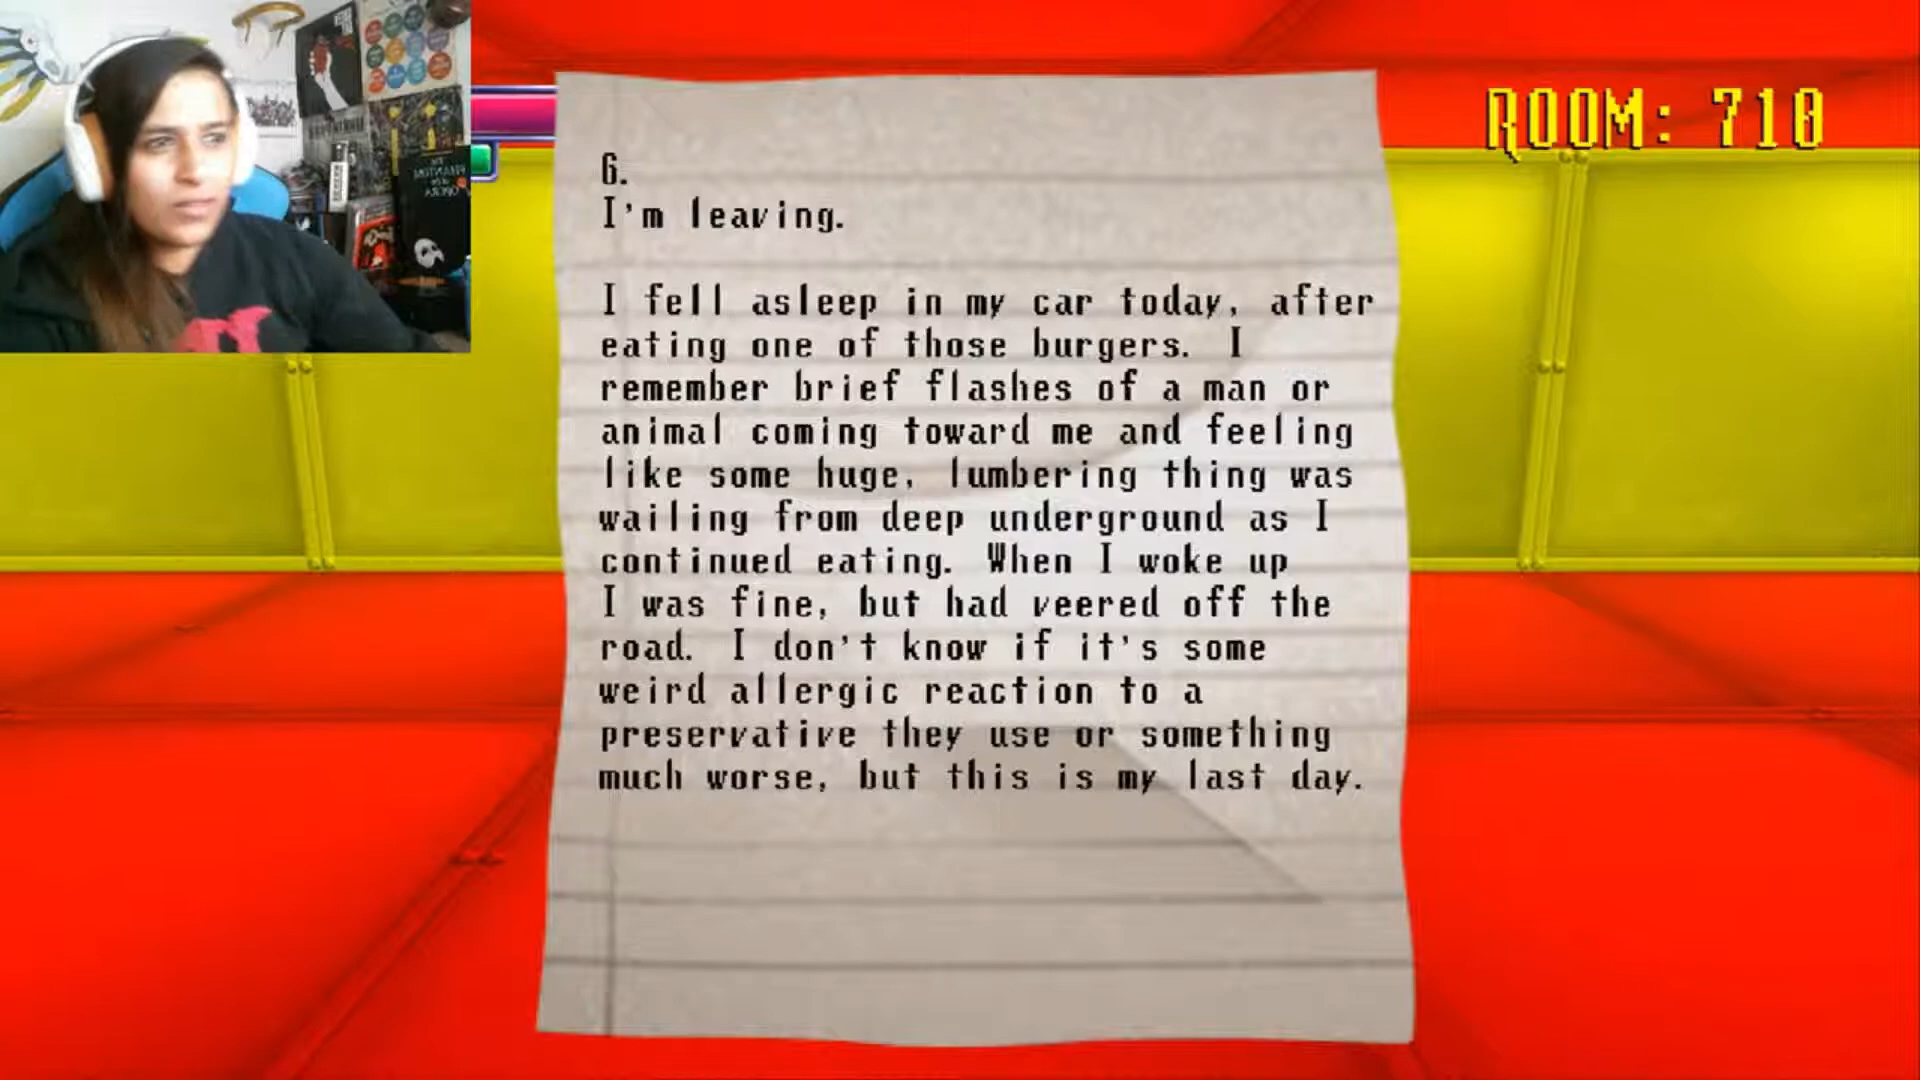 ROOM: 710
6.
I'm leaving.
I fell asleep in my car today, after
eating one of those burgers. I
remember brief flashes of a man or
animal coming toward me and feeling
like some huge, lumbering thing was
wailing from deep underground as I
continued eating. When I woke up
I was fine, but had veered off the
road. I don't know if it's some
weird allergic reaction to a
preservative they use or something
much worse, but this is my last day.